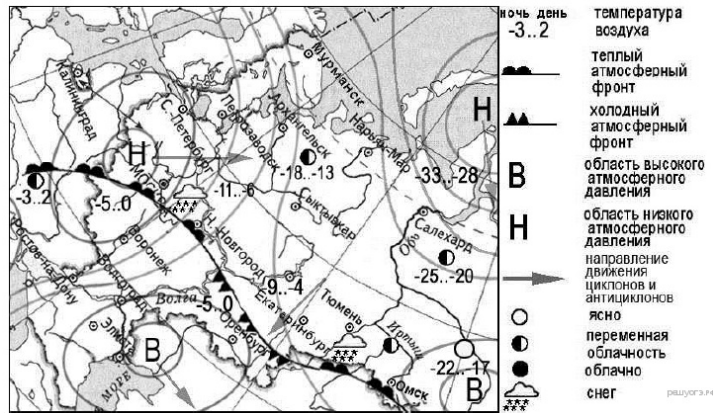 Калининград
С.-Петербург
Петрозаводск
Мурманск
Архангельск
Нарьян-Мар
Н
Н
-18..-13
-33..-28
-3..2
-5..0
МОСКВА
-11..-6
Сыктывкар
Обь
Салехард
Ростов-на-Дону
Воронеж
Волгоград
Н. Новгород
-25..-20
Волга
-5..0
-9..-4
Екатеринбург
Тюмень
Элиста
В
Оренбург
Иртыш
МОРЕ
-22..-17
Омск
В
ночь день
-3..2
температура
воздуха
теплый
атмосферный
фронт
холодный
атмосферный
фронт
В
область высокого
атмосферного
давления
Н
область низкого
атмосферного
давления
направление
движения
циклонов и
антициклонов
ясно
переменная
облачность
облачно
снег